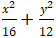 x²/16 + y²/12